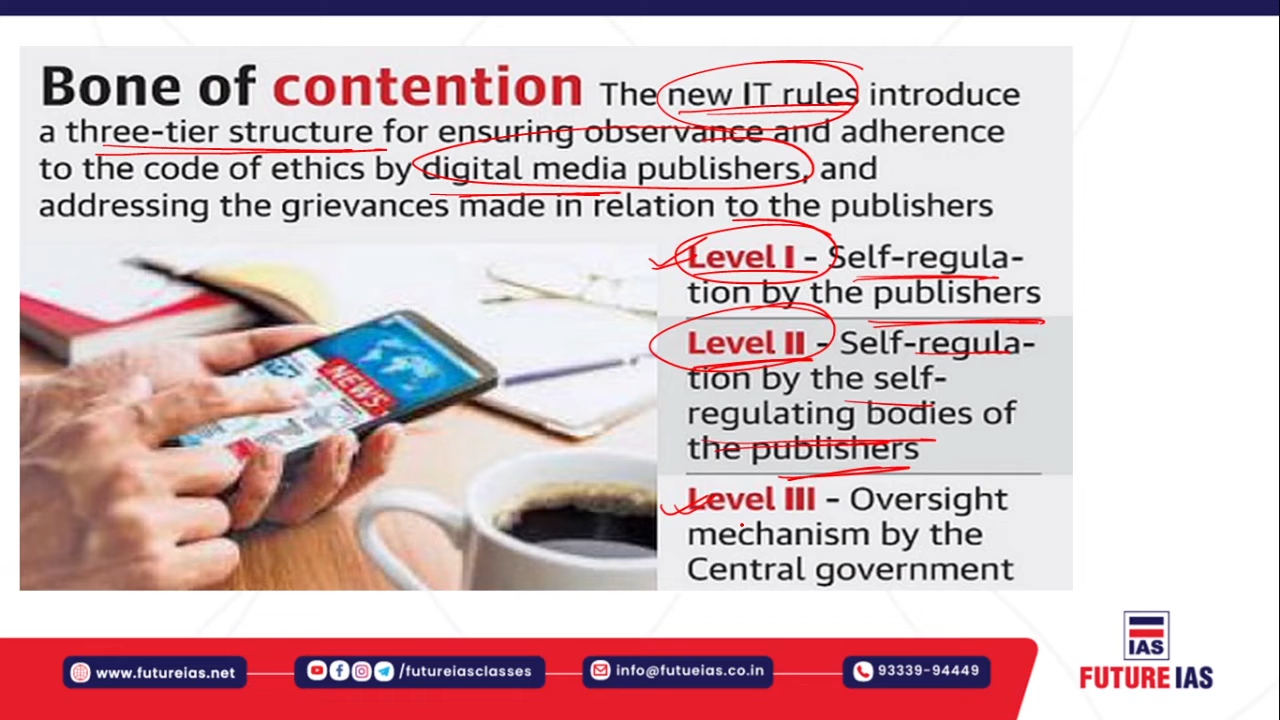 Bone of contention The new IT rules introduce
a three-tier structure for ensuring observance and adherence
to the code of ethics by digital media publishers, and
addressing the grievances made in relation to the publishers
Level I - Self-regula-
tion by the publishers
Level II - Self-regula-
tion by the self-
regulating bodies of
the publishers
Level III - Oversight
mechanism by the
Central government
NEWS
www.futureias.net
/futureiasclasses
info@futueias.co.in
93339-94449
IAS
FUTURE IAS